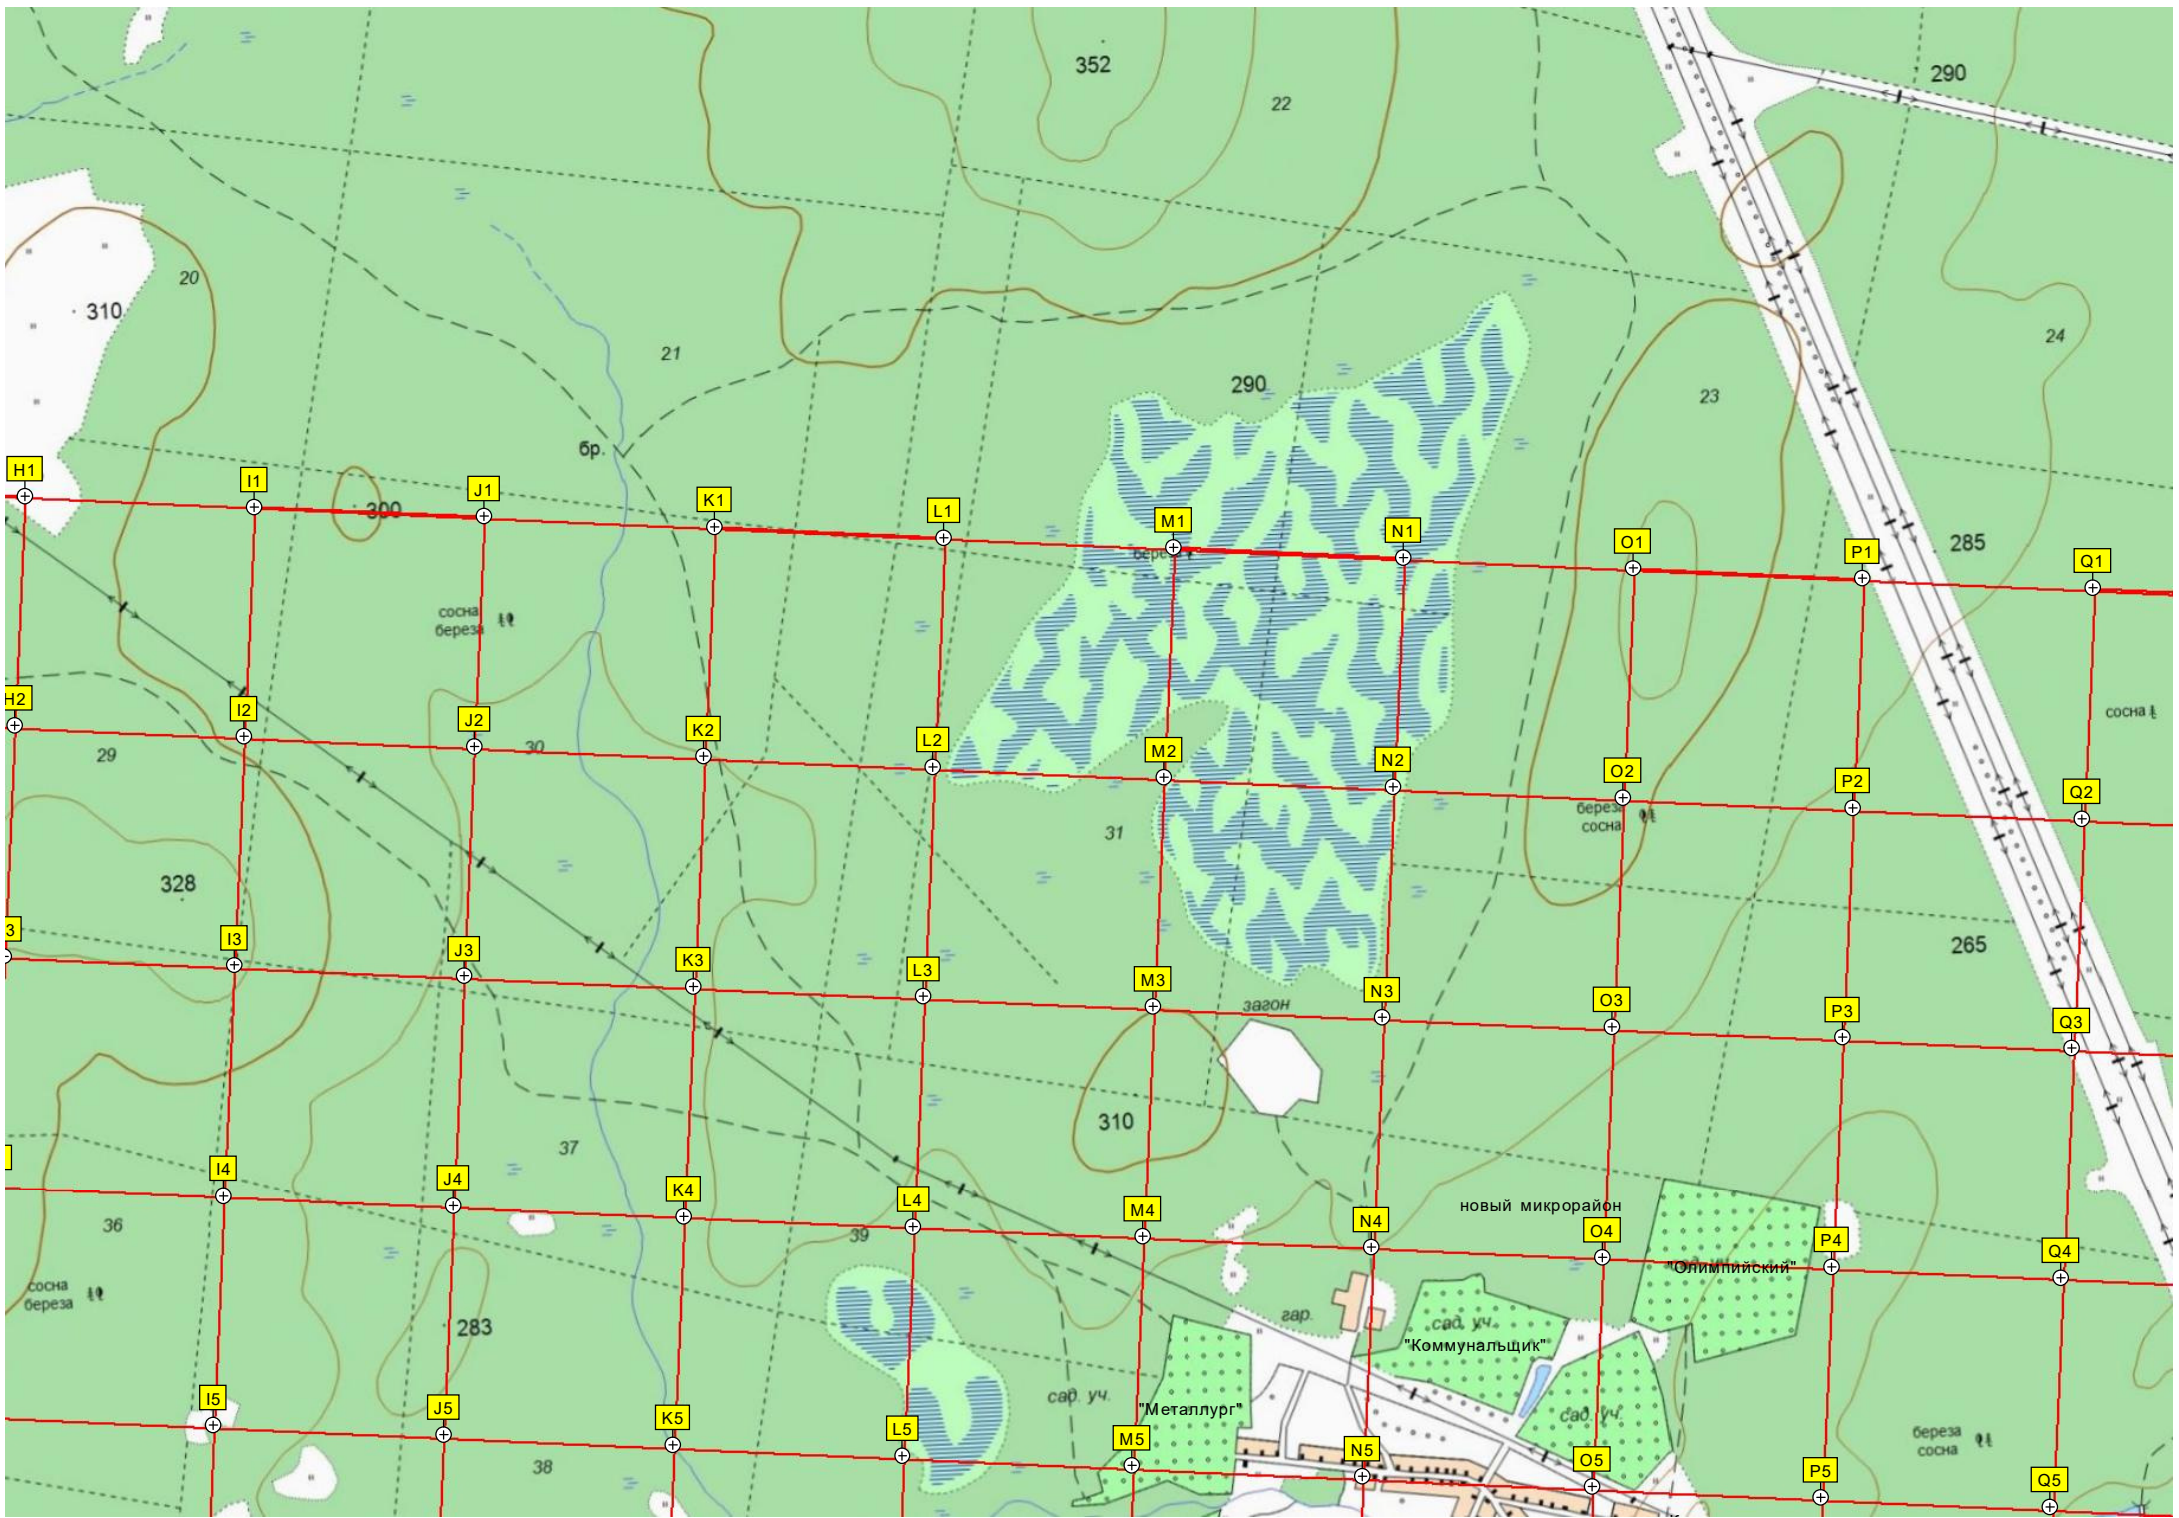 352
22
290
20
310
21
290
24
23
бр.
H1
I1
J1
300
K1
L1
M1
N1
O1
P1
Q1
285
береза
сосна
береза
H2
I2
J2
K2
L2
M2
N2
O2
P2
Q2
сосна
29
30
31
береза
сосна
328
3
I3
J3
K3
L3
M3
N3
O3
P3
Q3
265
загон
310
37
I4
J4
K4
L4
M4
N4
O4
P4
Q4
новый микрорайон
36
39
"Олимпийский"
сосна
береза
283
гар.
сад. уч.
"Коммунальщик"
сад. уч.
"Металлург"
сад. уч.
I5
J5
K5
L5
M5
N5
O5
P5
Q5
береза
сосна
38